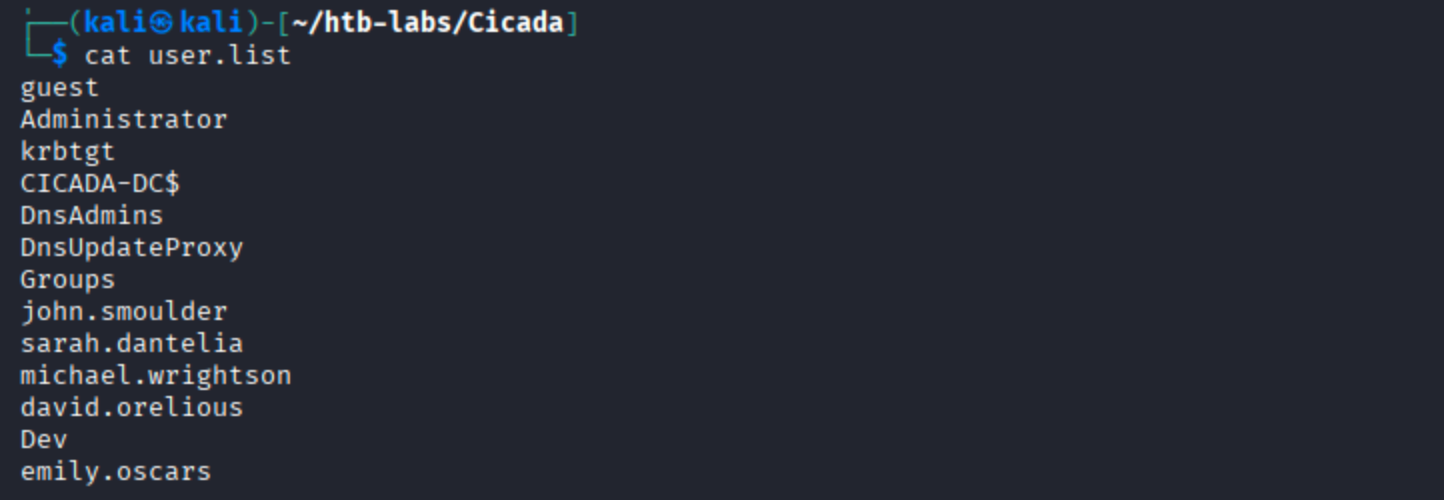 ┌──(kali㉿kali)-[~/htb-labs/Cicada]
└─$ cat user.list
guest
Administrator
krbtgt
CICADA-DC$
DnsAdmins
DnsUpdateProxy
Groups
john.smoulder
sarah.dantelia
michael.wrightson
david.orelious
Dev
emily.oscars